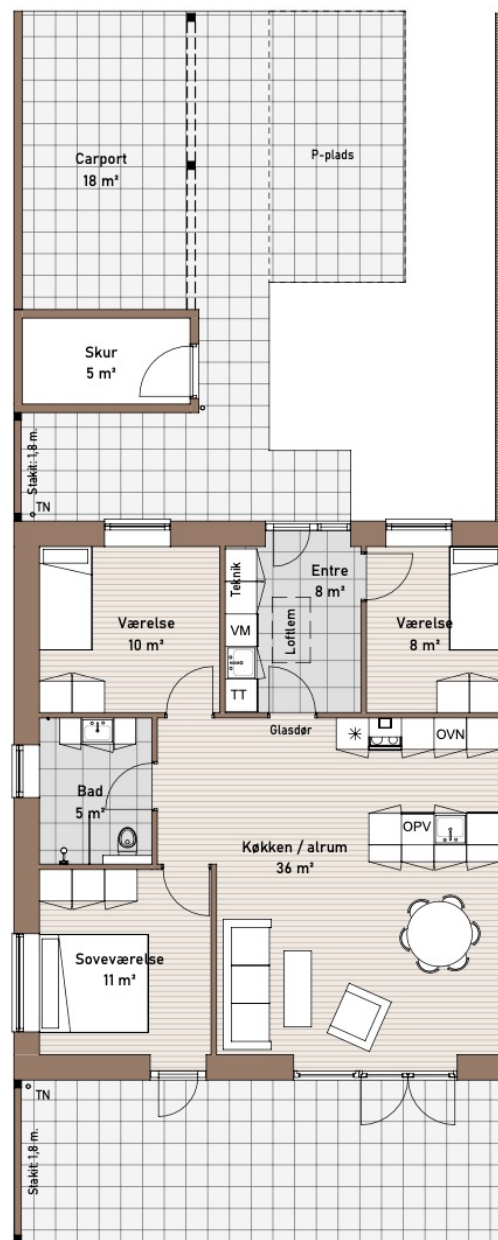 Carport
18 m²
P-plads
Skur
5 m²
Stakit: 1,8 m.
TN
Teknik
Entre
8 m²
Værelse
10 m²
VM
Loftlem
Værelse
8 m²
TT
Glasdør
OVN
Bad
5 m²
OPV
Køkken / alrum
36 m²
Soveværelse
11 m²
TN
Stakit: 1,8 m.